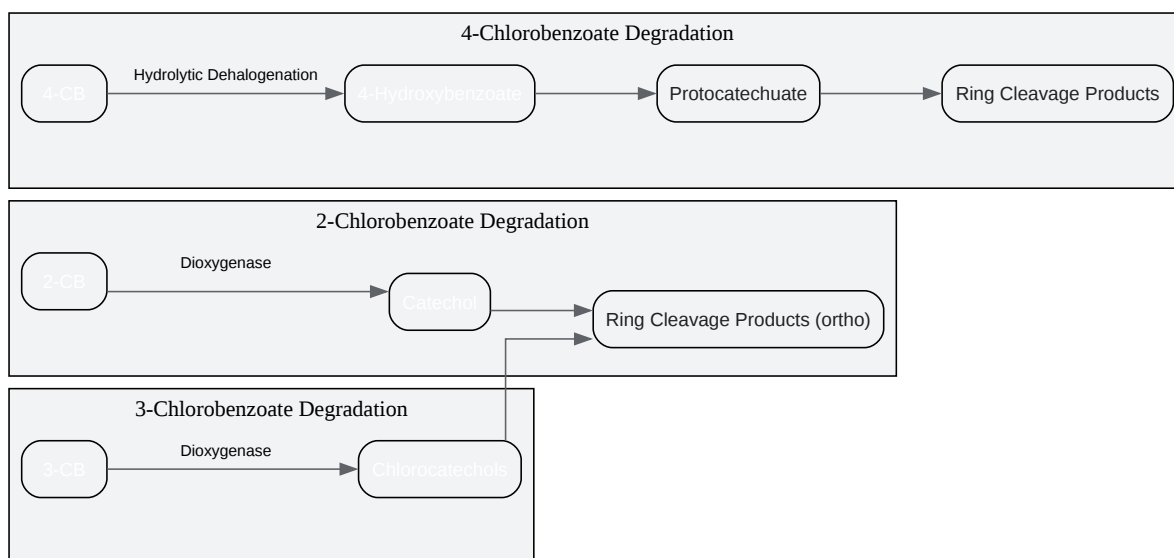 4-Chlorobenzoate Degradation
4-CB
Hydrolytic Dehalogenation
4-Hydroxybenzoate
Protocatechuate
Ring Cleavage Products
2-Chlorobenzoate Degradation
2-CB
Dioxygenase
Catechol
Ring Cleavage Products (ortho)
3-Chlorobenzoate Degradation
3-CB
Dioxygenase
Chlorocatechols